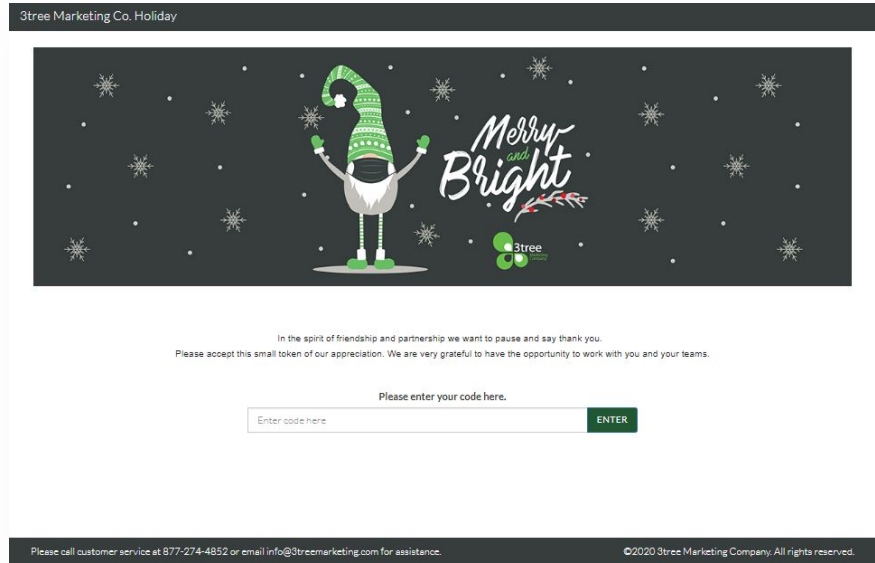 3tree Marketing Co. Holiday
Merry
and
Bright
3tree
Marketing
Company
In the spirit of friendship and partnership we want to pause and say thank you.
Please accept this small token of our appreciation. We are very grateful to have the opportunity to work with you and your teams.
Please enter your code here.
Enter code here
ENTER
Please call customer service at 877-274-4852 or email info@3treemarketing.com for assistance.
©2020 3tree Marketing Company. All rights reserved.